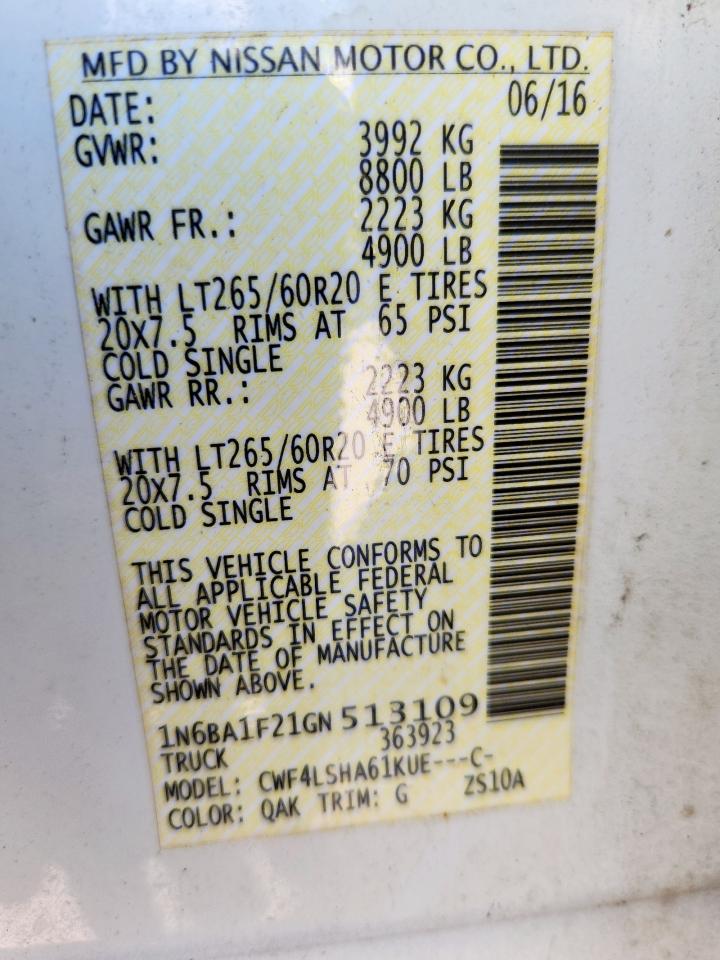 MFD BY NISSAN MOTOR CO., LTD.
DATE: 06/16
GVWR: 3992 KG
8800 LB
GAWR FR.: 2223 KG
4900 LB
WITH LT265/60R20 E TIRES
20X7.5 RIMS AT 65 PSI
COLD SINGLE
GAWR RR.: 2223 KG
4900 LB
WITH LT265/60R20 E TIRES
20X7.5 RIMS AT 70 PSI
COLD SINGLE
THIS VEHICLE CONFORMS TO
ALL APPLICABLE FEDERAL
MOTOR VEHICLE SAFETY
STANDARDS IN EFFECT ON
THE DATE OF MANUFACTURE
SHOWN ABOVE.
1N6BA1F21GN513109
TRUCK 363923
MODEL: CWF4LSHA61KUE---C-
COLOR: QAK TRIM: G ZS10A